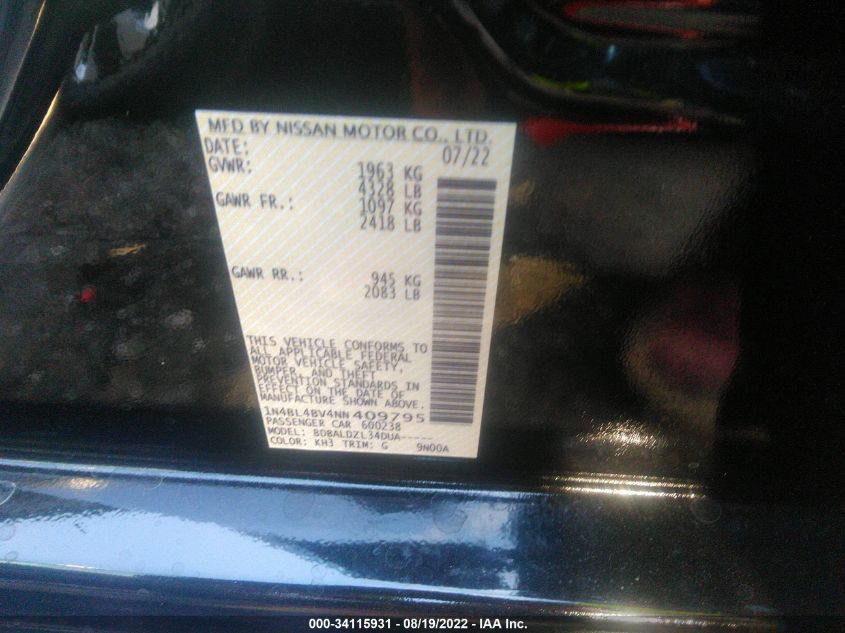 MFD BY NISSAN MOTOR CO., LTD.
DATE: 07/22
GVWR: 1963 KG
4328 LB
GAWR FR.: 1097 KG
2418 LB
GAWR RR.: 945 KG
2083 LB
THIS VEHICLE CONFORMS TO
ALL APPLICABLE FEDERAL
MOTOR VEHICLE SAFETY,
BUMPER, AND THEFT
PREVENTION STANDARDS IN
EFFECT ON THE DATE OF
MANUFACTURE SHOWN ABOVE.
1N4BL4BV4NN409795
PASSENGER CAR 600238
MODEL: BDBALDZL34DUA-----
COLOR: KH3 TRIM: G 9N00A
000-34115931 - 08/19/2022 - IAA Inc.